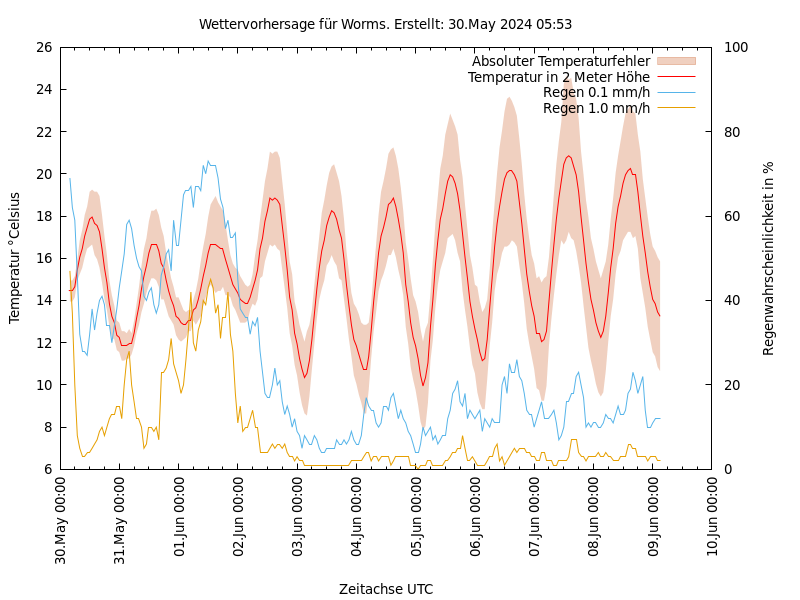 Wettervorhersage für Worms. Erstellt: 30.May 2024 05:53
Absoluter Temperaturfehler
Temperatur in 2 Meter Höhe
Regen 0.1 mm/h
Regen 1.0 mm/h
Temperatur °Celsius
26
24
22
20
18
16
14
12
10
8
6
100
80
60
40
20
0
Regenwahrscheinlichkeit in %
30.May 00:00
31.May 00:00
01.Jun 00:00
02.Jun 00:00
03.Jun 00:00
04.Jun 00:00
05.Jun 00:00
06.Jun 00:00
07.Jun 00:00
08.Jun 00:00
09.Jun 00:00
10.Jun 00:00
Zeitachse UTC